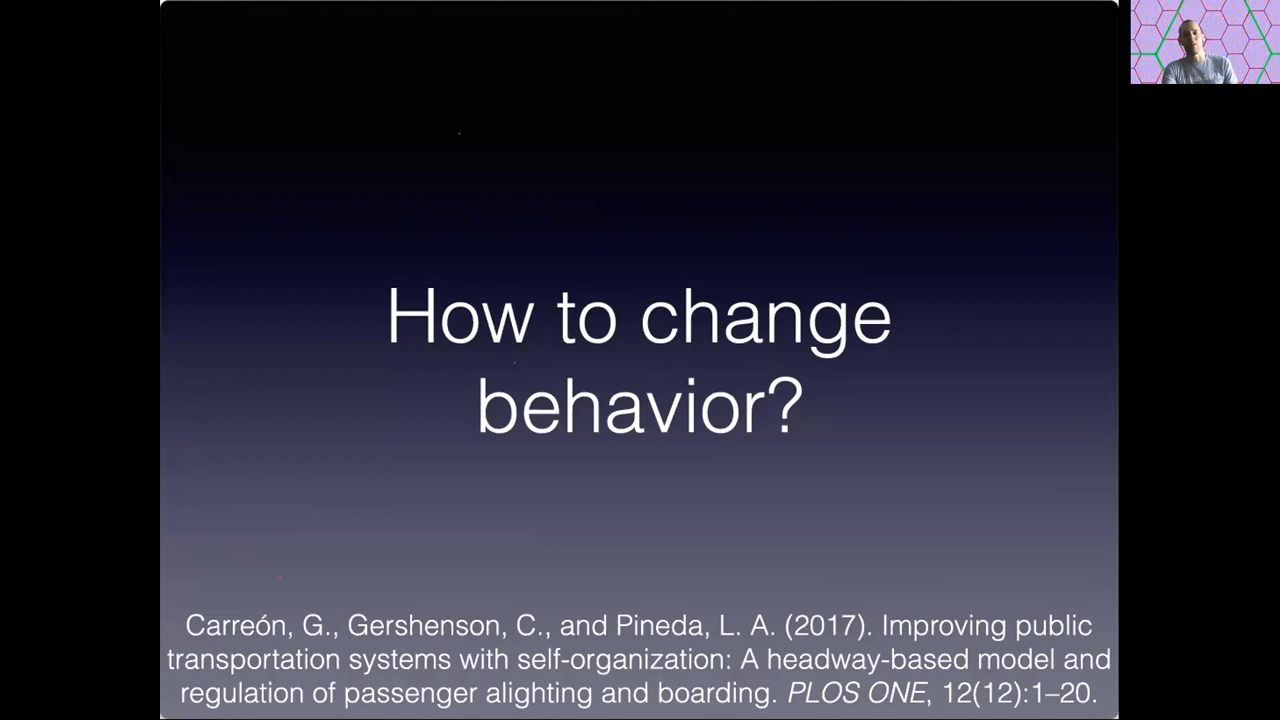 How to change
behavior?
Carreón, G., Gershenson, C., and Pineda, L. A. (2017). Improving public
transportation systems with self-organization: A headway-based model and
regulation of passenger alighting and boarding. PLOS ONE, 12(12):1–20.